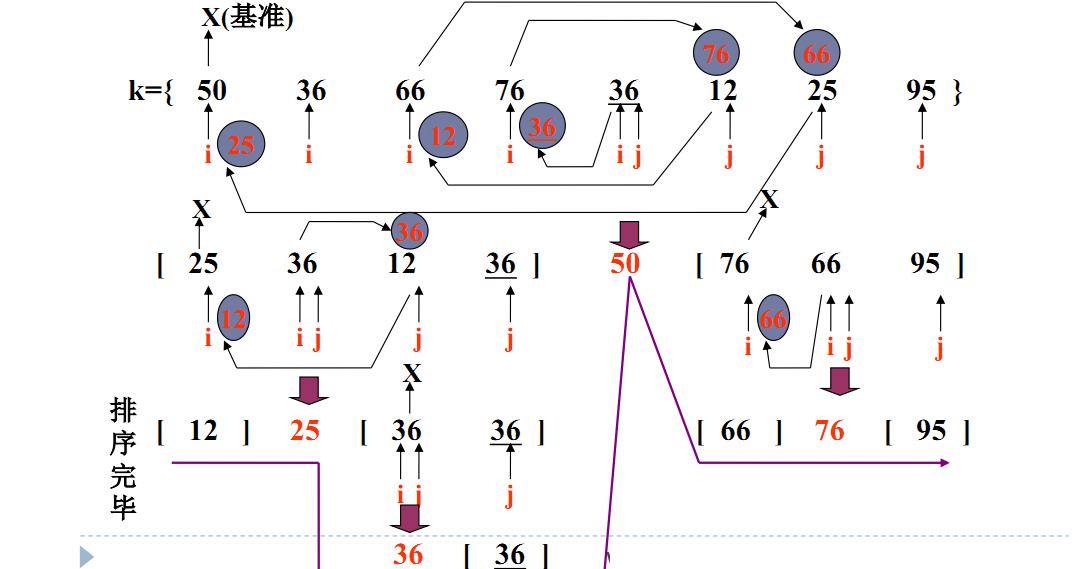 X(基准)
76 66
k={ 50 36 66 76 36 12 25 95 }
25 12 36
i i i i i j j j j
X X
36
[ 25 36 12 36 ] 50 [ 76 66 95 ]
12 66
i i j j j i i j j
X
排序完毕
[ 12 ] 25 [ 36 36 ] [ 66 ] 76 [ 95 ]
i j j
36 [ 36 ]